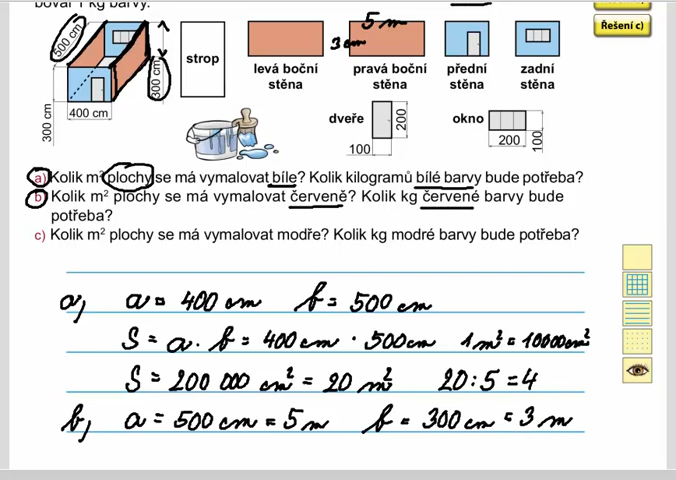 boval 1 kg barvy.
Řešení c)
500 cm
300 cm
300 cm
400 cm
strop
5 m
3 cm
levá boční stěna
pravá boční stěna
přední stěna
zadní stěna
dveře
200
100
okno
200
100
a) Kolik m² plochy se má vymalovat bíle? Kolik kilogramů bílé barvy bude potřeba?
b) Kolik m² plochy se má vymalovat červeně? Kolik kg červené barvy bude
potřeba?
c) Kolik m² plochy se má vymalovat modře? Kolik kg modré barvy bude potřeba?
a) a = 400 cm b = 500 cm
S = a . b = 400 cm · 500 cm 1 m² = 10000 cm²
S = 200 000 cm² = 20 m² 20 : 5 = 4
b) a = 500 cm = 5 m b = 300 cm = 3 m